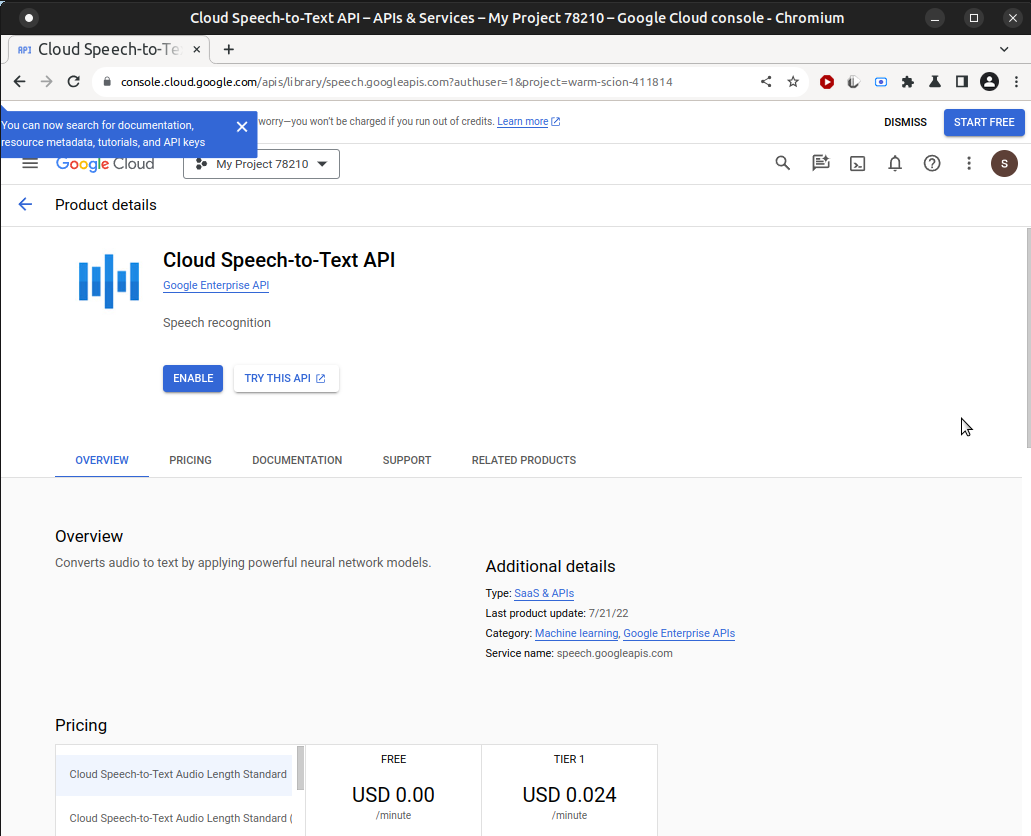 Cloud Speech-to-Text API – APIs & Services – My Project 78210 – Google Cloud console - Chromium
API Cloud Speech-to-Te
console.cloud.google.com/apis/library/speech.googleapis.com?authuser=1&project=warm-scion-411814
You can now search for documentation,
resource metadata, tutorials, and API keys
worry—you won't be charged if you run out of credits. Learn more
DISMISS
START FREE
Google Cloud
My Project 78210
S
Product details
Cloud Speech-to-Text API
Google Enterprise API
Speech recognition
ENABLE
TRY THIS API
OVERVIEW PRICING DOCUMENTATION SUPPORT RELATED PRODUCTS
Overview
Converts audio to text by applying powerful neural network models.
Additional details
Type: SaaS & APIs
Last product update: 7/21/22
Category: Machine learning, Google Enterprise APIs
Service name: speech.googleapis.com
Pricing
Cloud Speech-to-Text Audio Length Standard
Cloud Speech-to-Text Audio Length Standard (
FREE
USD 0.00
/minute
TIER 1
USD 0.024
/minute